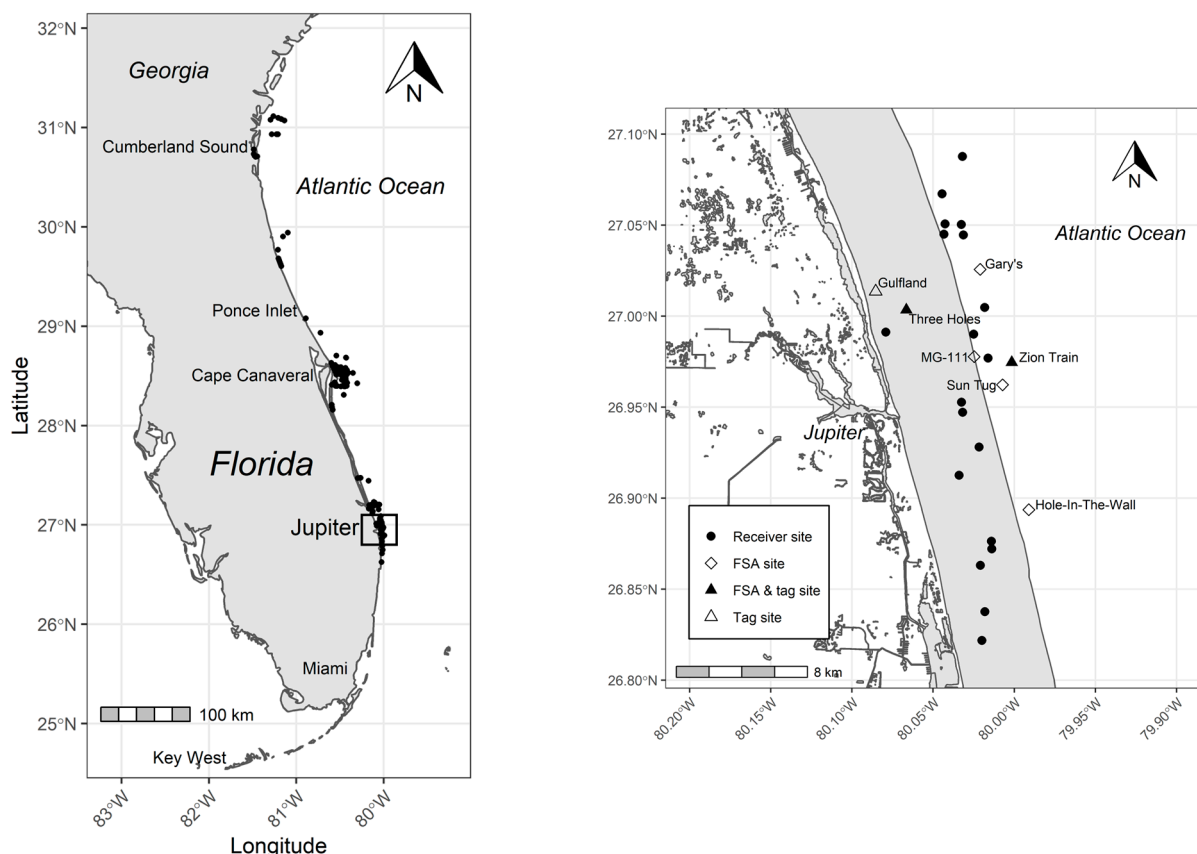 32°N
31°N
30°N
29°N
28°N
27°N
26°N
25°N
Latitude
Georgia
N
Cumberland Sound
Atlantic Ocean
Ponce Inlet
Cape Canaveral
Florida
Jupiter
Miami
100 km
Key West
83°W
82°W
81°W
80°W
Longitude
27.10°N
27.05°N
27.00°N
26.95°N
26.90°N
26.85°N
26.80°N
N
Atlantic Ocean
Gary's
Gulfland
Three Holes
MG-111
Zion Train
Sun Tug
Jupiter
Hole-In-The-Wall
Receiver site
FSA site
FSA & tag site
Tag site
8 km
80.20°W
80.15°W
80.10°W
80.05°W
80.00°W
79.95°W
79.90°W